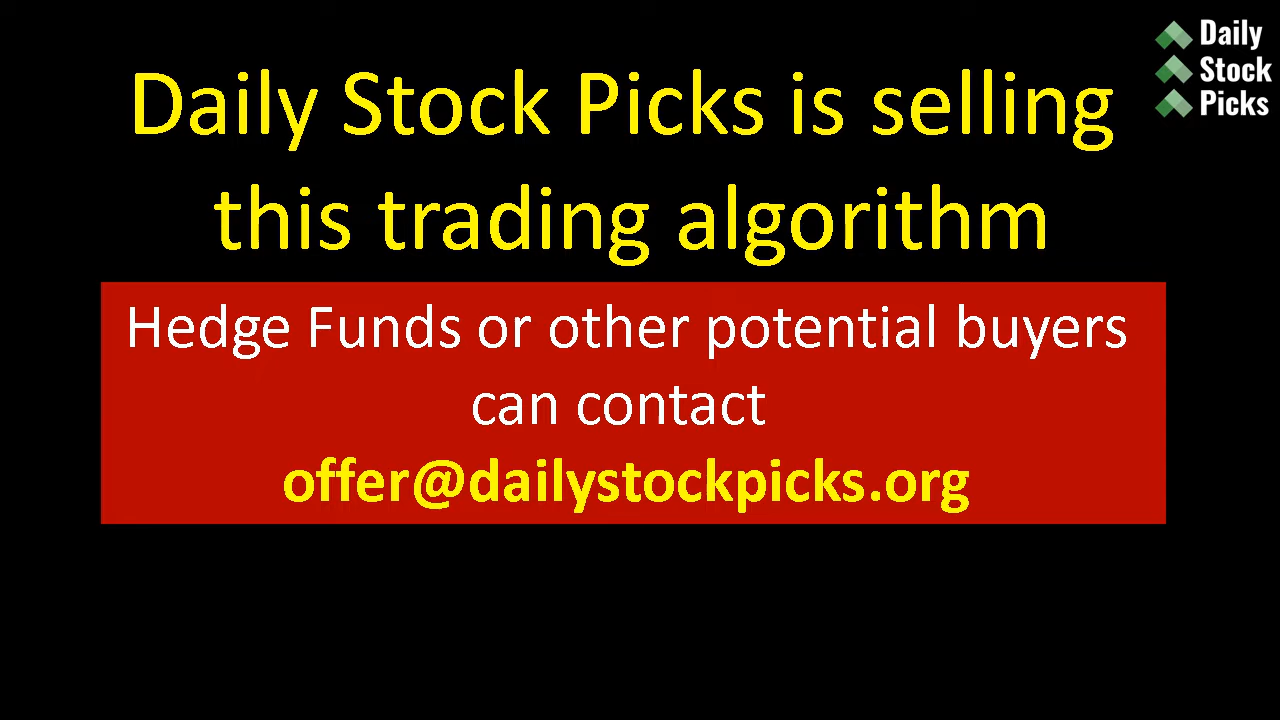 Daily
Stock
Picks
Daily Stock Picks is selling
this trading algorithm
Hedge Funds or other potential buyers
can contact
offer@dailystockpicks.org